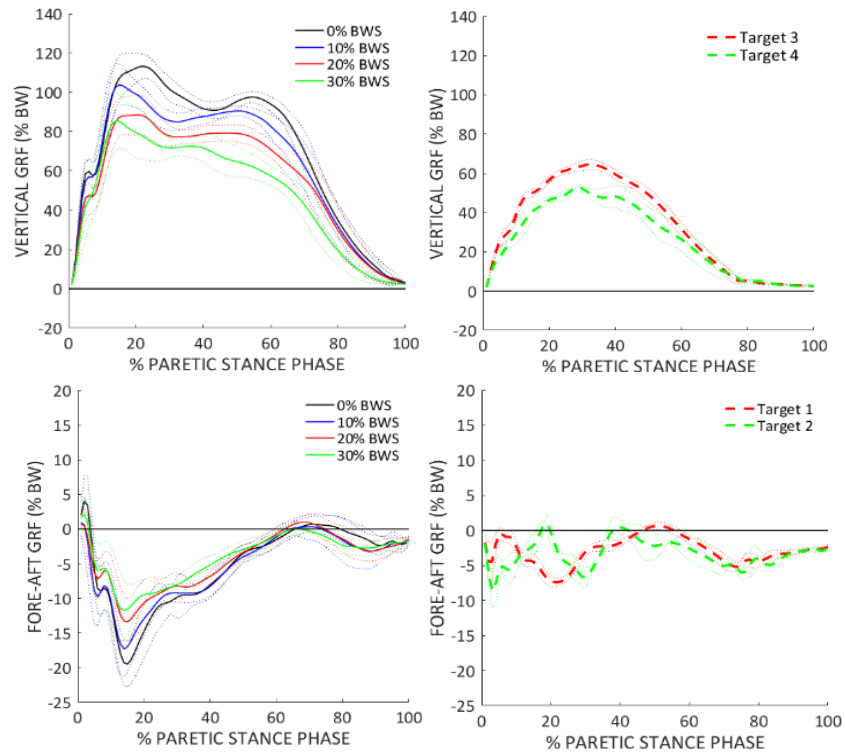 140
120
100
80
60
40
20
0
-20
VERTICAL GRF (% BW)
0% BWS
10% BWS
20% BWS
30% BWS
0 20 40 60 80 100
% PARETIC STANCE PHASE
140
120
100
80
60
40
20
0
-20
VERTICAL GRF (% BW)
Target 3
Target 4
0 20 40 60 80 100
% PARETIC STANCE PHASE
20
15
10
5
0
-5
-10
-15
-20
-25
FORE-AFT GRF (% BW)
0% BWS
10% BWS
20% BWS
30% BWS
0 20 40 60 80 100
% PARETIC STANCE PHASE
20
15
10
5
0
-5
-10
-15
-20
-25
FORE-AFT GRF (% BW)
Target 1
Target 2
0 20 40 60 80 100
% PARETIC STANCE PHASE